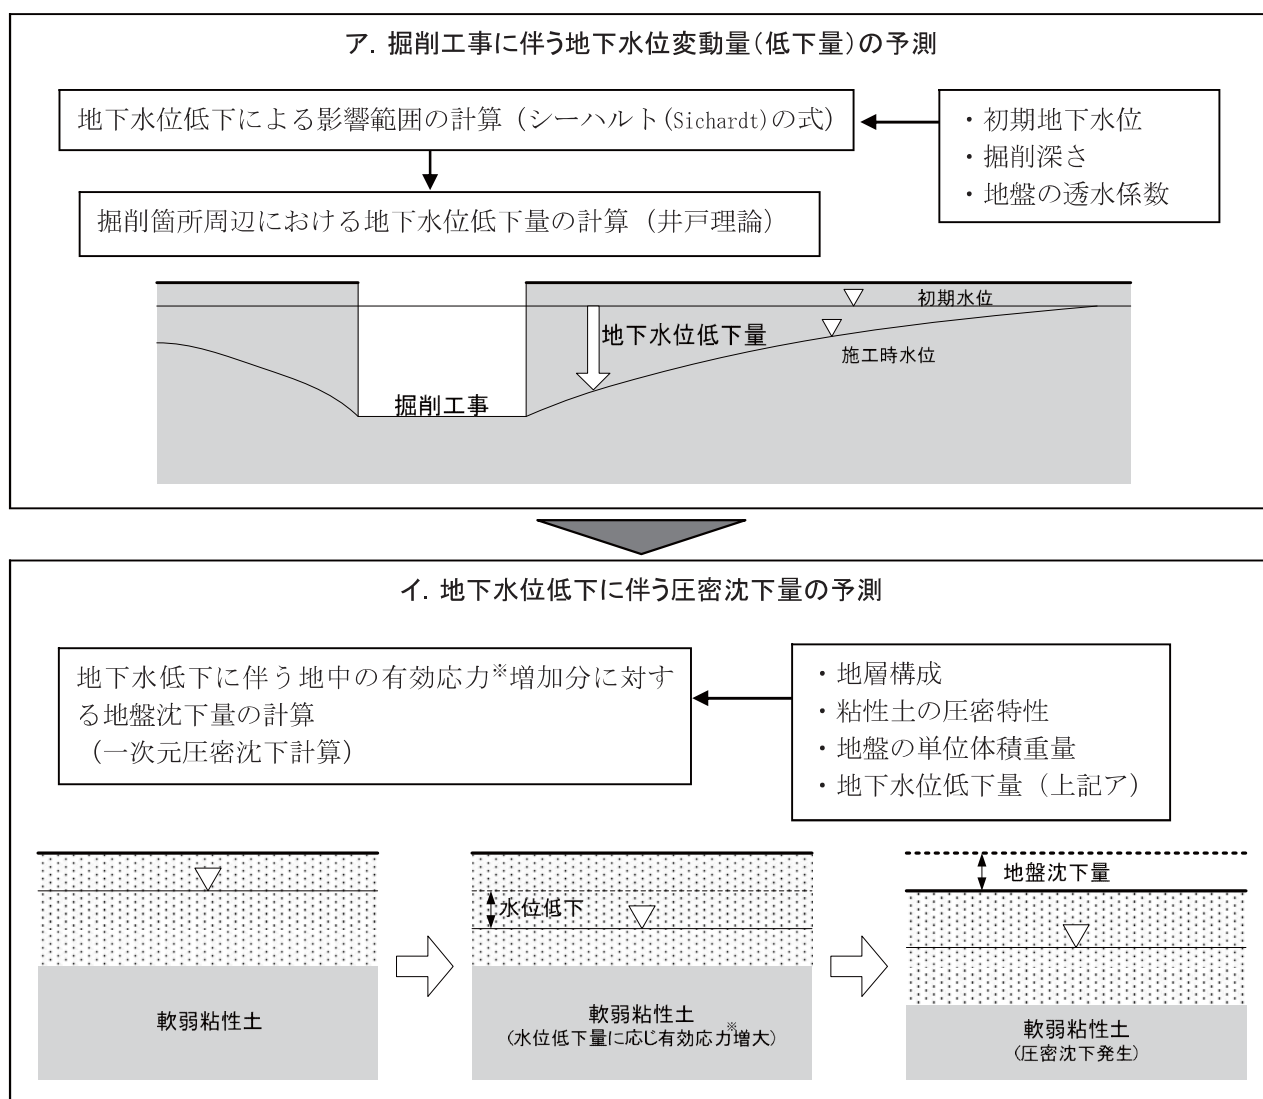 ア．掘削工事に伴う地下水位変動量（低下量）の予測
地下水位低下による影響範囲の計算（シーハルト(Sichardt)の式）
・初期地下水位
・掘削深さ
・地盤の透水係数
掘削箇所周辺における地下水位低下量の計算（井戸理論）
初期水位
地下水位低下量
施工時水位
掘削工事
イ．地下水位低下に伴う圧密沈下量の予測
地下水低下に伴う地中の有効応力※増加分に対す
る地盤沈下量の計算
（一次元圧密沈下計算）
・地層構成
・粘性土の圧密特性
・地盤の単位体積重量
・地下水位低下量（上記ア）
軟弱粘性土
水位低下
軟弱粘性土
（水位低下量に応じ有効応力※増大）
地盤沈下量
軟弱粘性土
（圧密沈下発生）